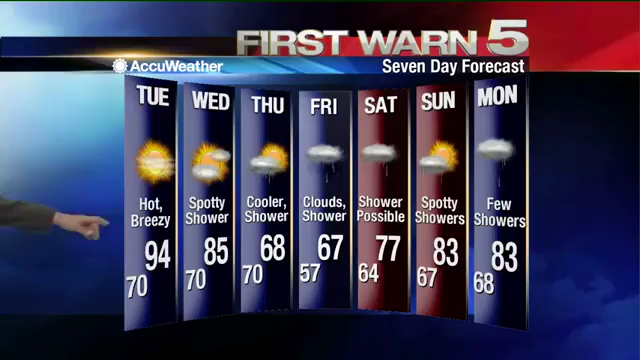 FIRST WARN 5
AccuWeather Seven Day Forecast
TUE WED THU FRI SAT SUN MON
Hot, Breezy
Spotty Shower
Cooler, Shower
Clouds, Shower
Shower Possible
Spotty Showers
Few Showers
94 85 68 67 77 83 83
70 70 70 57 64 67 68